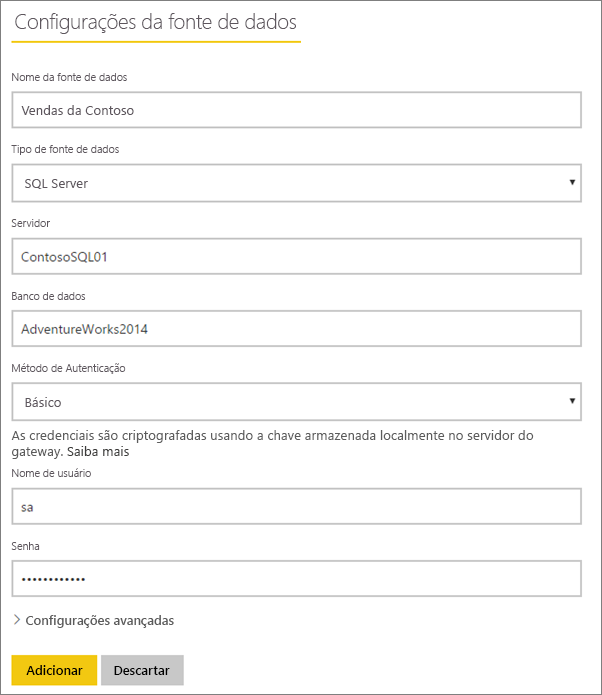 Configurações da fonte de dados
Nome da fonte de dados
Vendas da Contoso
Tipo de fonte de dados
SQL Server
Servidor
ContosoSQL01
Banco de dados
AdventureWorks2014
Método de Autenticação
Básico
As credenciais são criptografadas usando a chave armazenada localmente no servidor do
gateway. Saiba mais
Nome de usuário
sa
Senha
••••••••••••
Configurações avançadas
Adicionar Descartar